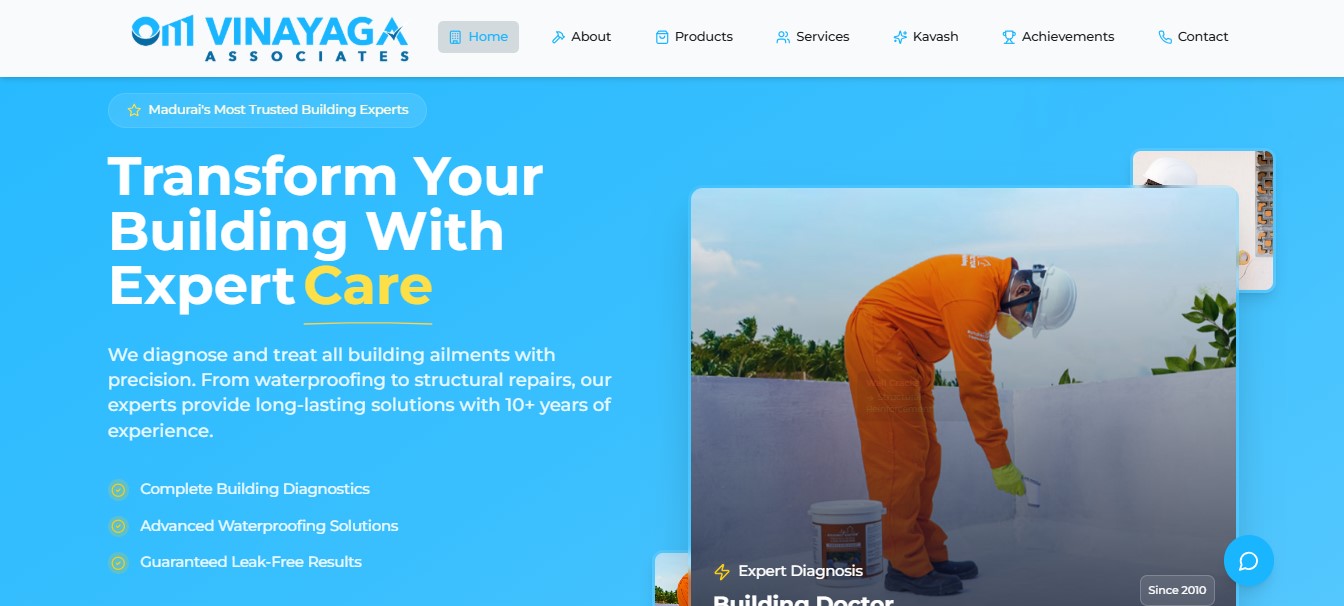 Om VINAYAGA
ASSOCIATES
Home
About
Products
Services
Kavash
Achievements
Contact
Madurai's Most Trusted Building Experts
Transform Your
Building With
Expert Care
We diagnose and treat all building ailments with
precision. From waterproofing to structural repairs, our
experts provide long-lasting solutions with 10+ years of
experience.
Complete Building Diagnostics
Advanced Waterproofing Solutions
Guaranteed Leak-Free Results
Expert Diagnosis
Building Doctor
Since 2010